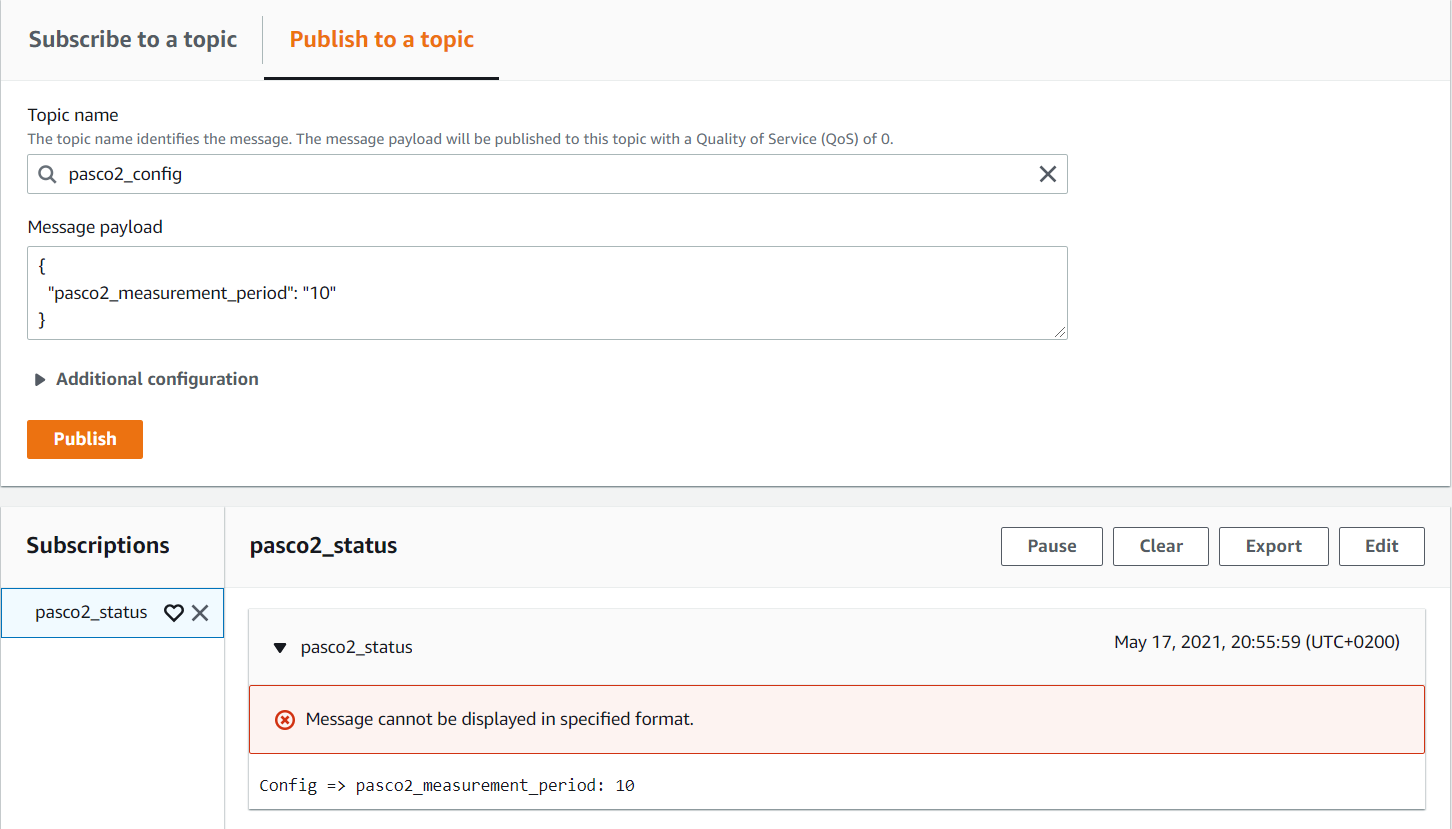 Subscribe to a topic
Publish to a topic
Topic name
The topic name identifies the message. The message payload will be published to this topic with a Quality of Service (QoS) of 0.
pasco2_config
Message payload
{
"pasco2_measurement_period": "10"
}
Additional configuration
Publish
Subscriptions
pasco2_status
Pause
Clear
Export
Edit
pasco2_status
pasco2_status
May 17, 2021, 20:55:59 (UTC+0200)
Message cannot be displayed in specified format.
Config => pasco2_measurement_period: 10